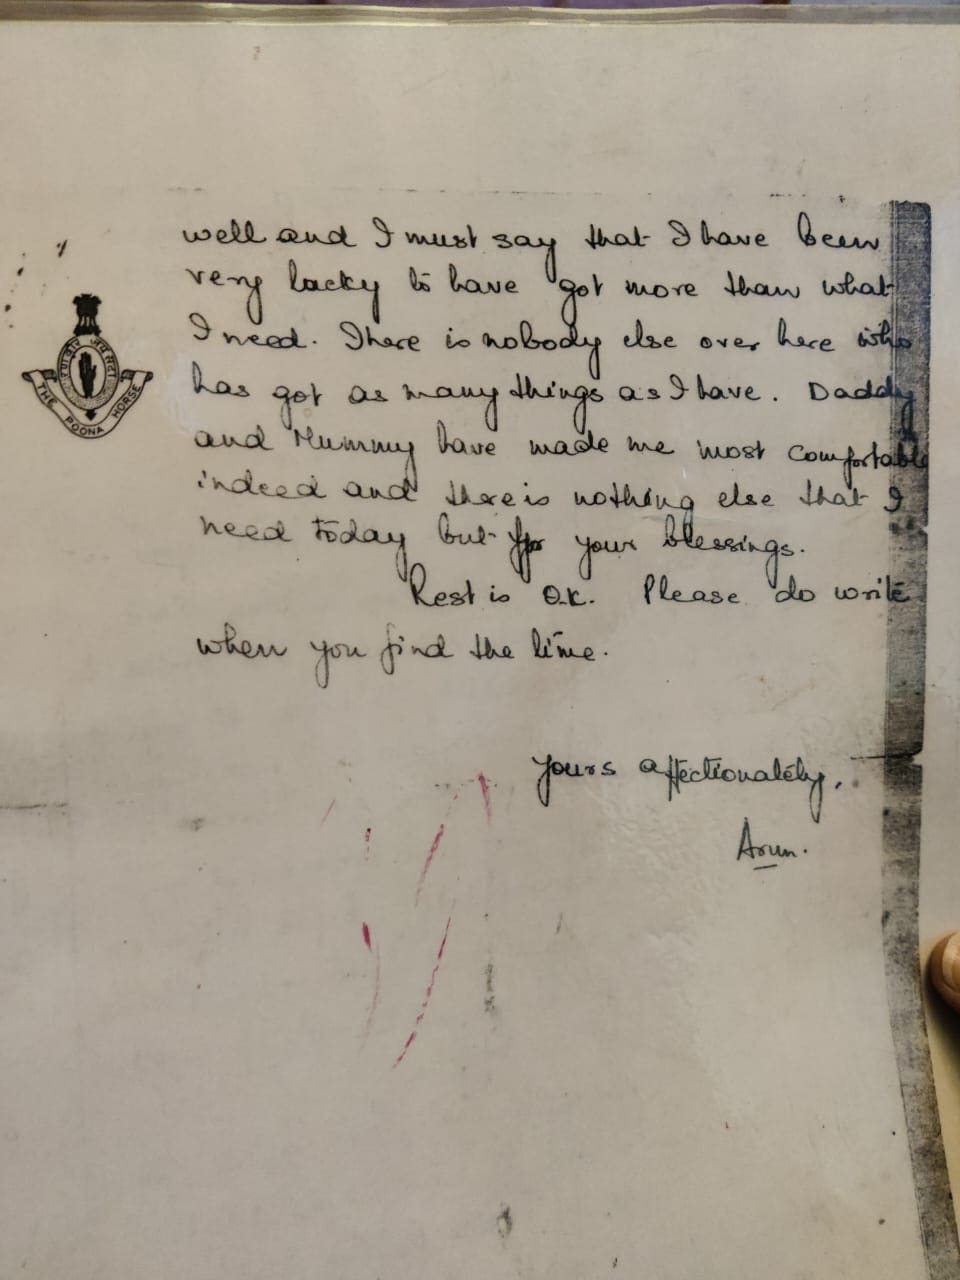 well and I must say that I have been
very lucky to have got more than what
I need. There is nobody else over here who
has got as many things as I have. Daddy
and Mummy have made me most comfortable
indeed and there is nothing else that I
need today but for your blessings.
Rest is O.K. Please do write
when you find the time.
Yours affectionately,
Arun.
THE POONA HORSE